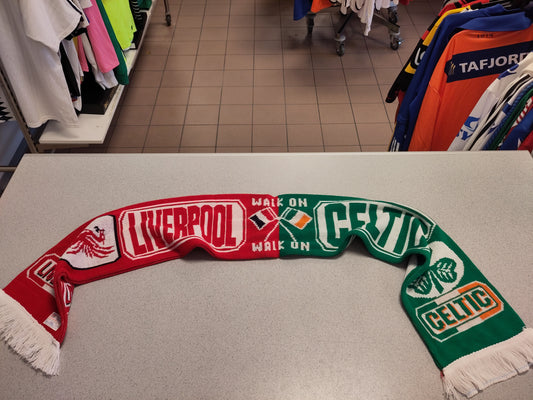 TAFJORD
WALK ON
LIVERPOOL
CELTIC
WALK ON
CELTIC